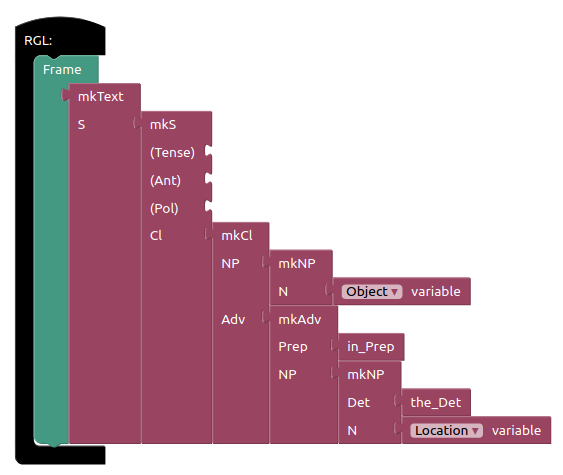 RGL:
Frame
mkText
S mkS
(Tense)
(Ant)
(Pol)
Cl mkCl
NP mkNP
N Object ▾ variable
Adv mkAdv
Prep in_Prep
NP mkNP
Det the_Det
N Location ▾ variable